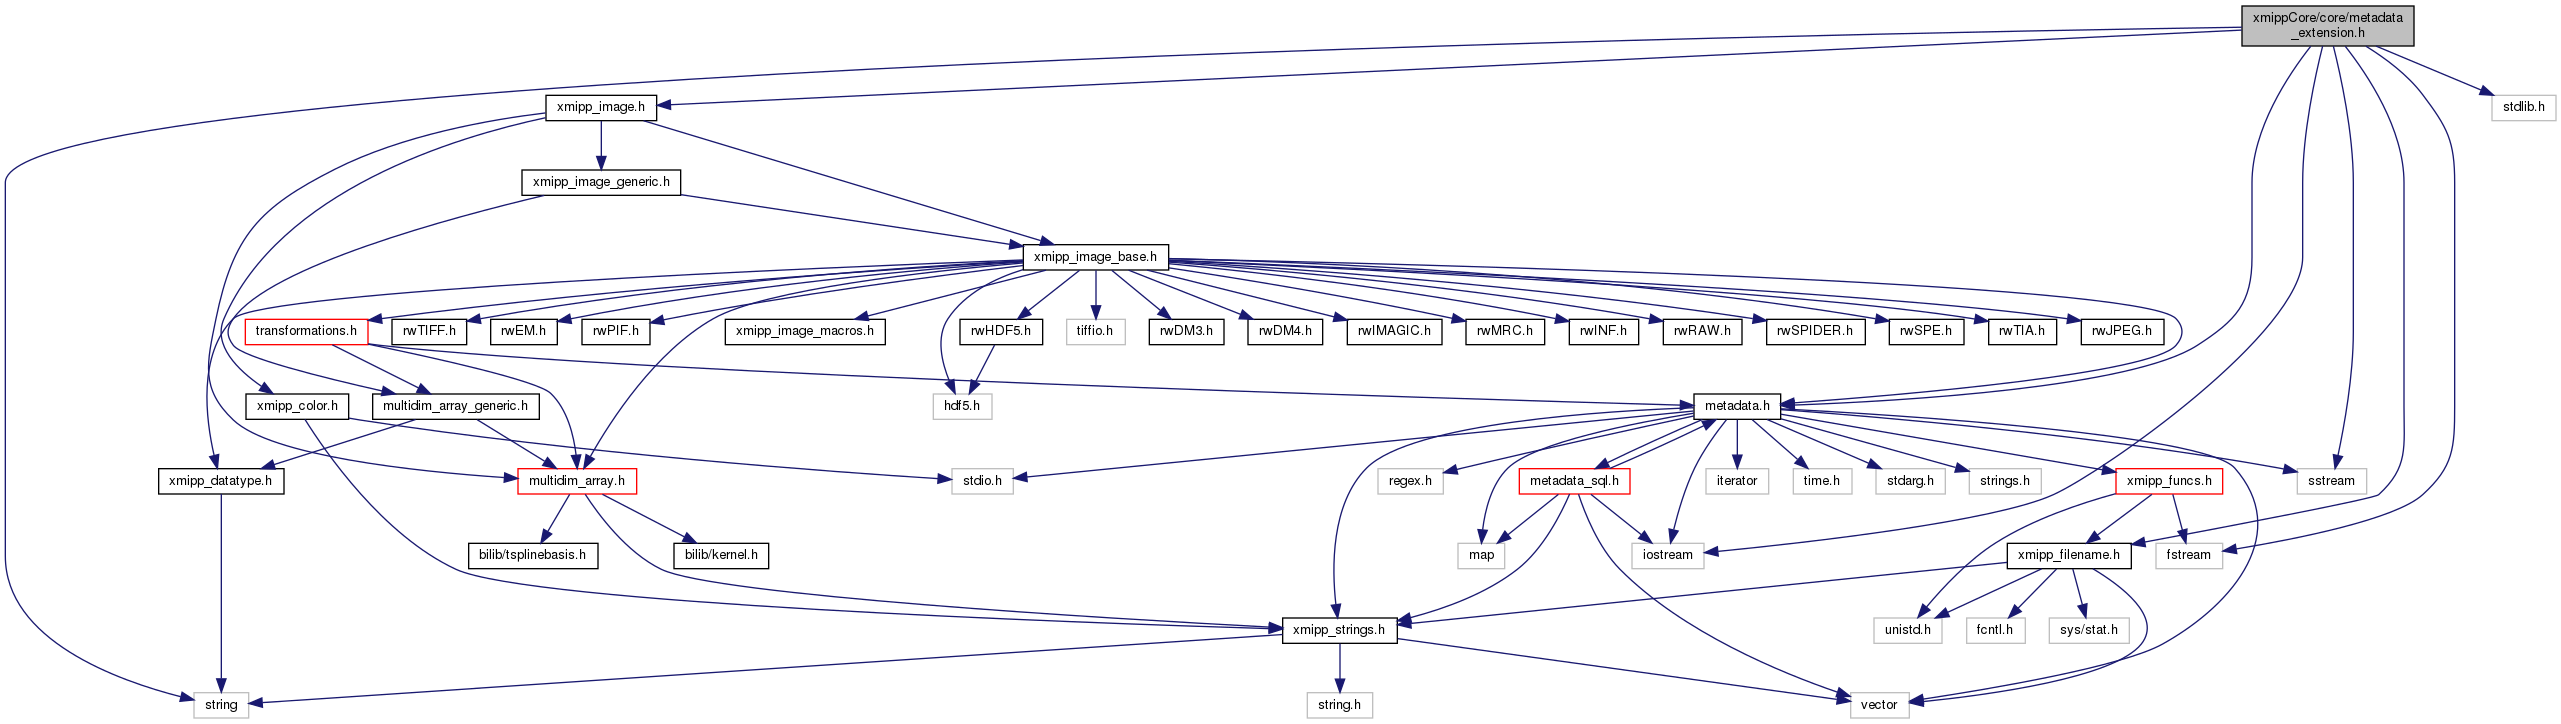 xmippCore/core/metadata
_extension.h
xmipp_image.h
stdlib.h
xmipp_image_generic.h
xmipp_image_base.h
transformations.h
rwTIFF.h
rwEM.h
rwPIF.h
xmipp_image_macros.h
rwHDF5.h
tiffio.h
rwDM3.h
rwDM4.h
rwIMAGIC.h
rwMRC.h
rwINF.h
rwRAW.h
rwSPIDER.h
rwSPE.h
rwTIA.h
rwJPEG.h
xmipp_color.h
multidim_array_generic.h
hdf5.h
metadata.h
xmipp_datatype.h
multidim_array.h
stdio.h
regex.h
metadata_sql.h
iterator
time.h
stdarg.h
strings.h
xmipp_funcs.h
sstream
bilib/tsplinebasis.h
bilib/kernel.h
map
iostream
xmipp_filename.h
fstream
xmipp_strings.h
unistd.h
fcntl.h
sys/stat.h
string
string.h
vector